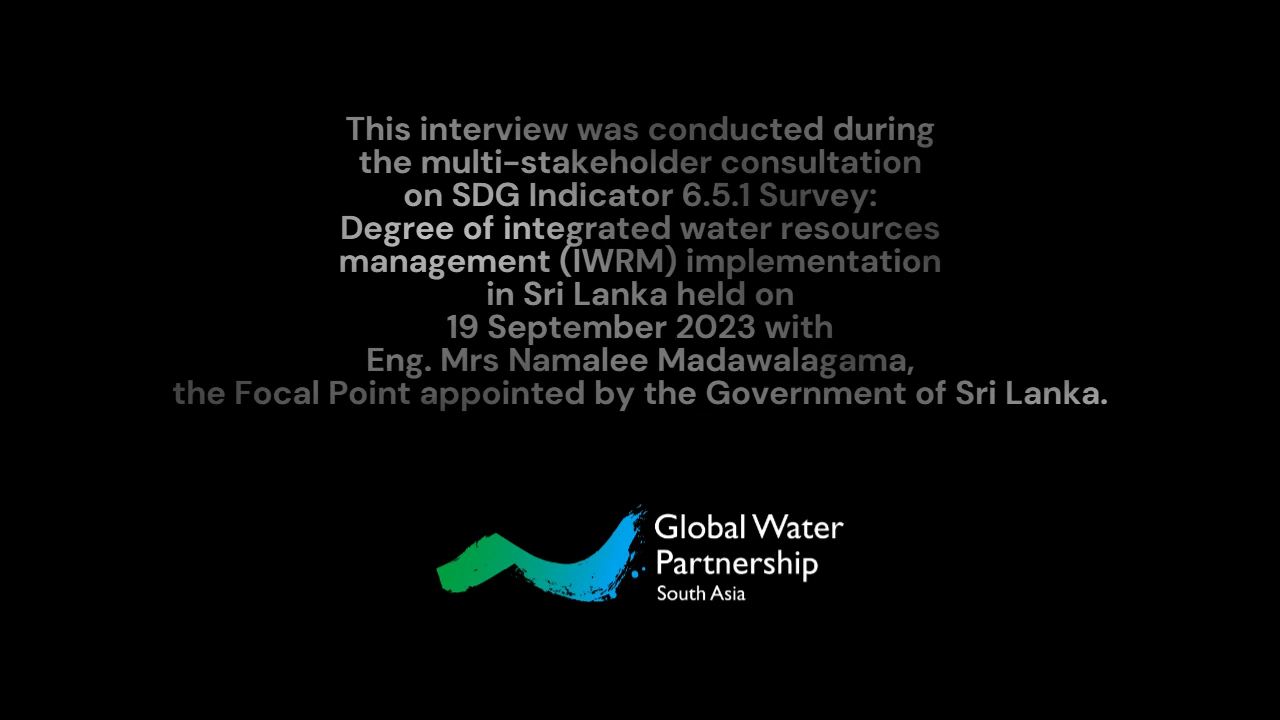 This interview was conducted during
the multi-stakeholder consultation
on SDG Indicator 6.5.1 Survey:
Degree of integrated water resources
management (IWRM) implementation
in Sri Lanka held on
19 September 2023 with
Eng. Mrs Namalee Madawalagama,
the Focal Point appointed by the Government of Sri Lanka.
Global Water
Partnership
South Asia